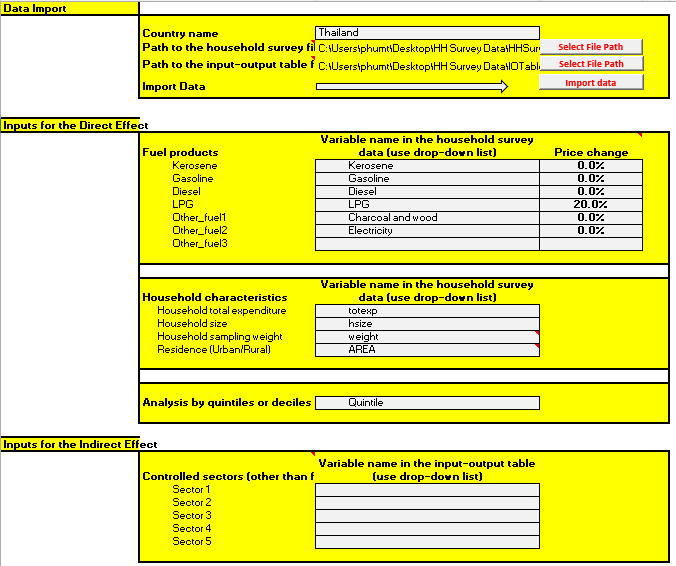 Data Import
Country name Thailand
Path to the household survey fil C:\Users\phumt\Desktop\HH Survey Data\HHSur Select File Path
Path to the input-output table f C:\Users\phumt\Desktop\HH Survey Data\IOTabl Select File Path
Import Data Import data
Inputs for the Direct Effect
Variable name in the household survey
Fuel products data (use drop-down list) Price change
Kerosene Kerosene 0.0%
Gasoline Gasoline 0.0%
Diesel Diesel 0.0%
LPG LPG 20.0%
Other_fuel1 Charcoal and wood 0.0%
Other_fuel2 Electricity 0.0%
Other_fuel3
Variable name in the household survey
Household characteristics data (use drop-down list)
Household total expenditure totexp
Household size hsize
Household sampling weight weight
Residence (Urban/Rural) AREA
Analysis by quintiles or deciles Quintile
Inputs for the Indirect Effect
Variable name in the input-output table
Controlled sectors (other than f (use drop-down list)
Sector 1
Sector 2
Sector 3
Sector 4
Sector 5